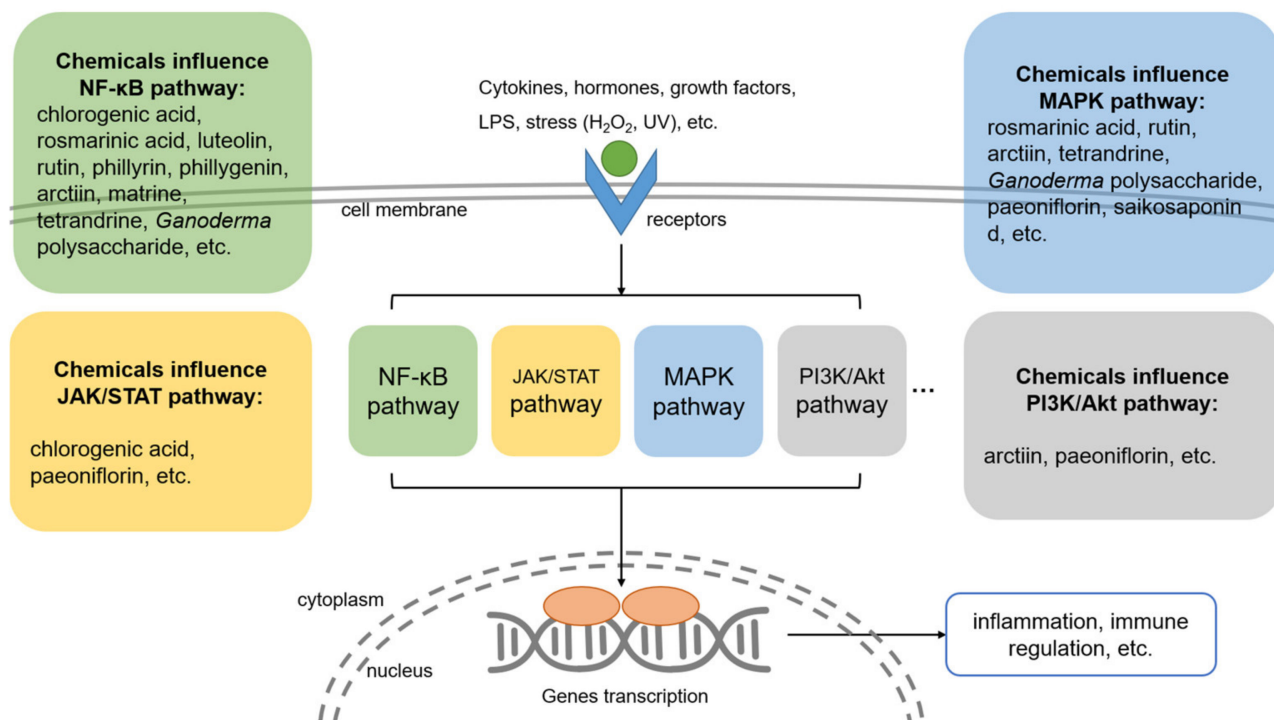 Chemicals influence
NF-κB pathway:
chlorogenic acid,
rosmarinic acid, luteolin,
rutin, phillyrin, phillygenin,
arctiin, matrine,
tetrandrine, Ganoderma
polysaccharide, etc.
Cytokines, hormones, growth factors,
LPS, stress (H₂O₂, UV), etc.
cell membrane
receptors
Chemicals influence
MAPK pathway:
rosmarinic acid, rutin,
arctiin, tetrandrine,
Ganoderma polysaccharide,
paeoniflorin, saikosaponin
d, etc.
Chemicals influence
JAK/STAT pathway:
chlorogenic acid,
paeoniflorin, etc.
NF-κB
pathway
JAK/STAT
pathway
MAPK
pathway
PI3K/Akt
pathway
...
Chemicals influence
PI3K/Akt pathway:
arctiin, paeoniflorin, etc.
cytoplasm
nucleus
Genes transcription
inflammation, immune
regulation, etc.